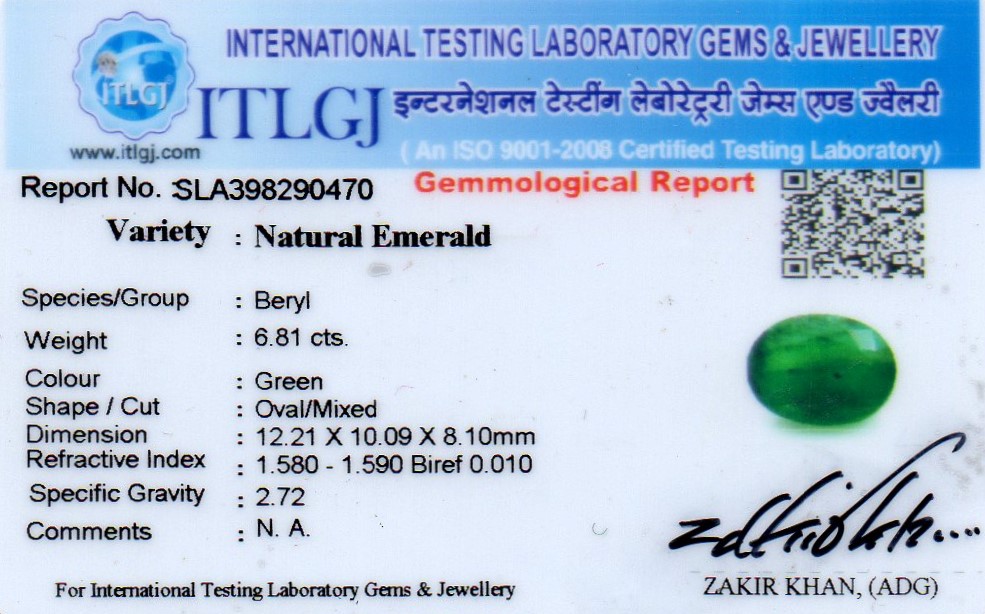 INTERNATIONAL TESTING LABORATORY GEMS & JEWELLERY
ITLGJ
ITLGJ इन्टरनेशनल टेस्टींग लेबोरेट्ररी जेम्स एण्ड ज्वैलरी
www.itlgj.com
( An ISO 9001-2008 Certified Testing Laboratory)
Report No. :SLA398290470
Gemmological Report
Variety : Natural Emerald
Species/Group : Beryl
Weight : 6.81 cts.
Colour : Green
Shape / Cut : Oval/Mixed
Dimension : 12.21 X 10.09 X 8.10mm
Refractive Index : 1.580 - 1.590 Biref 0.010
Specific Gravity : 2.72
Comments : N. A.
For International Testing Laboratory Gems & Jewellery
ZAKIR KHAN, (ADG)